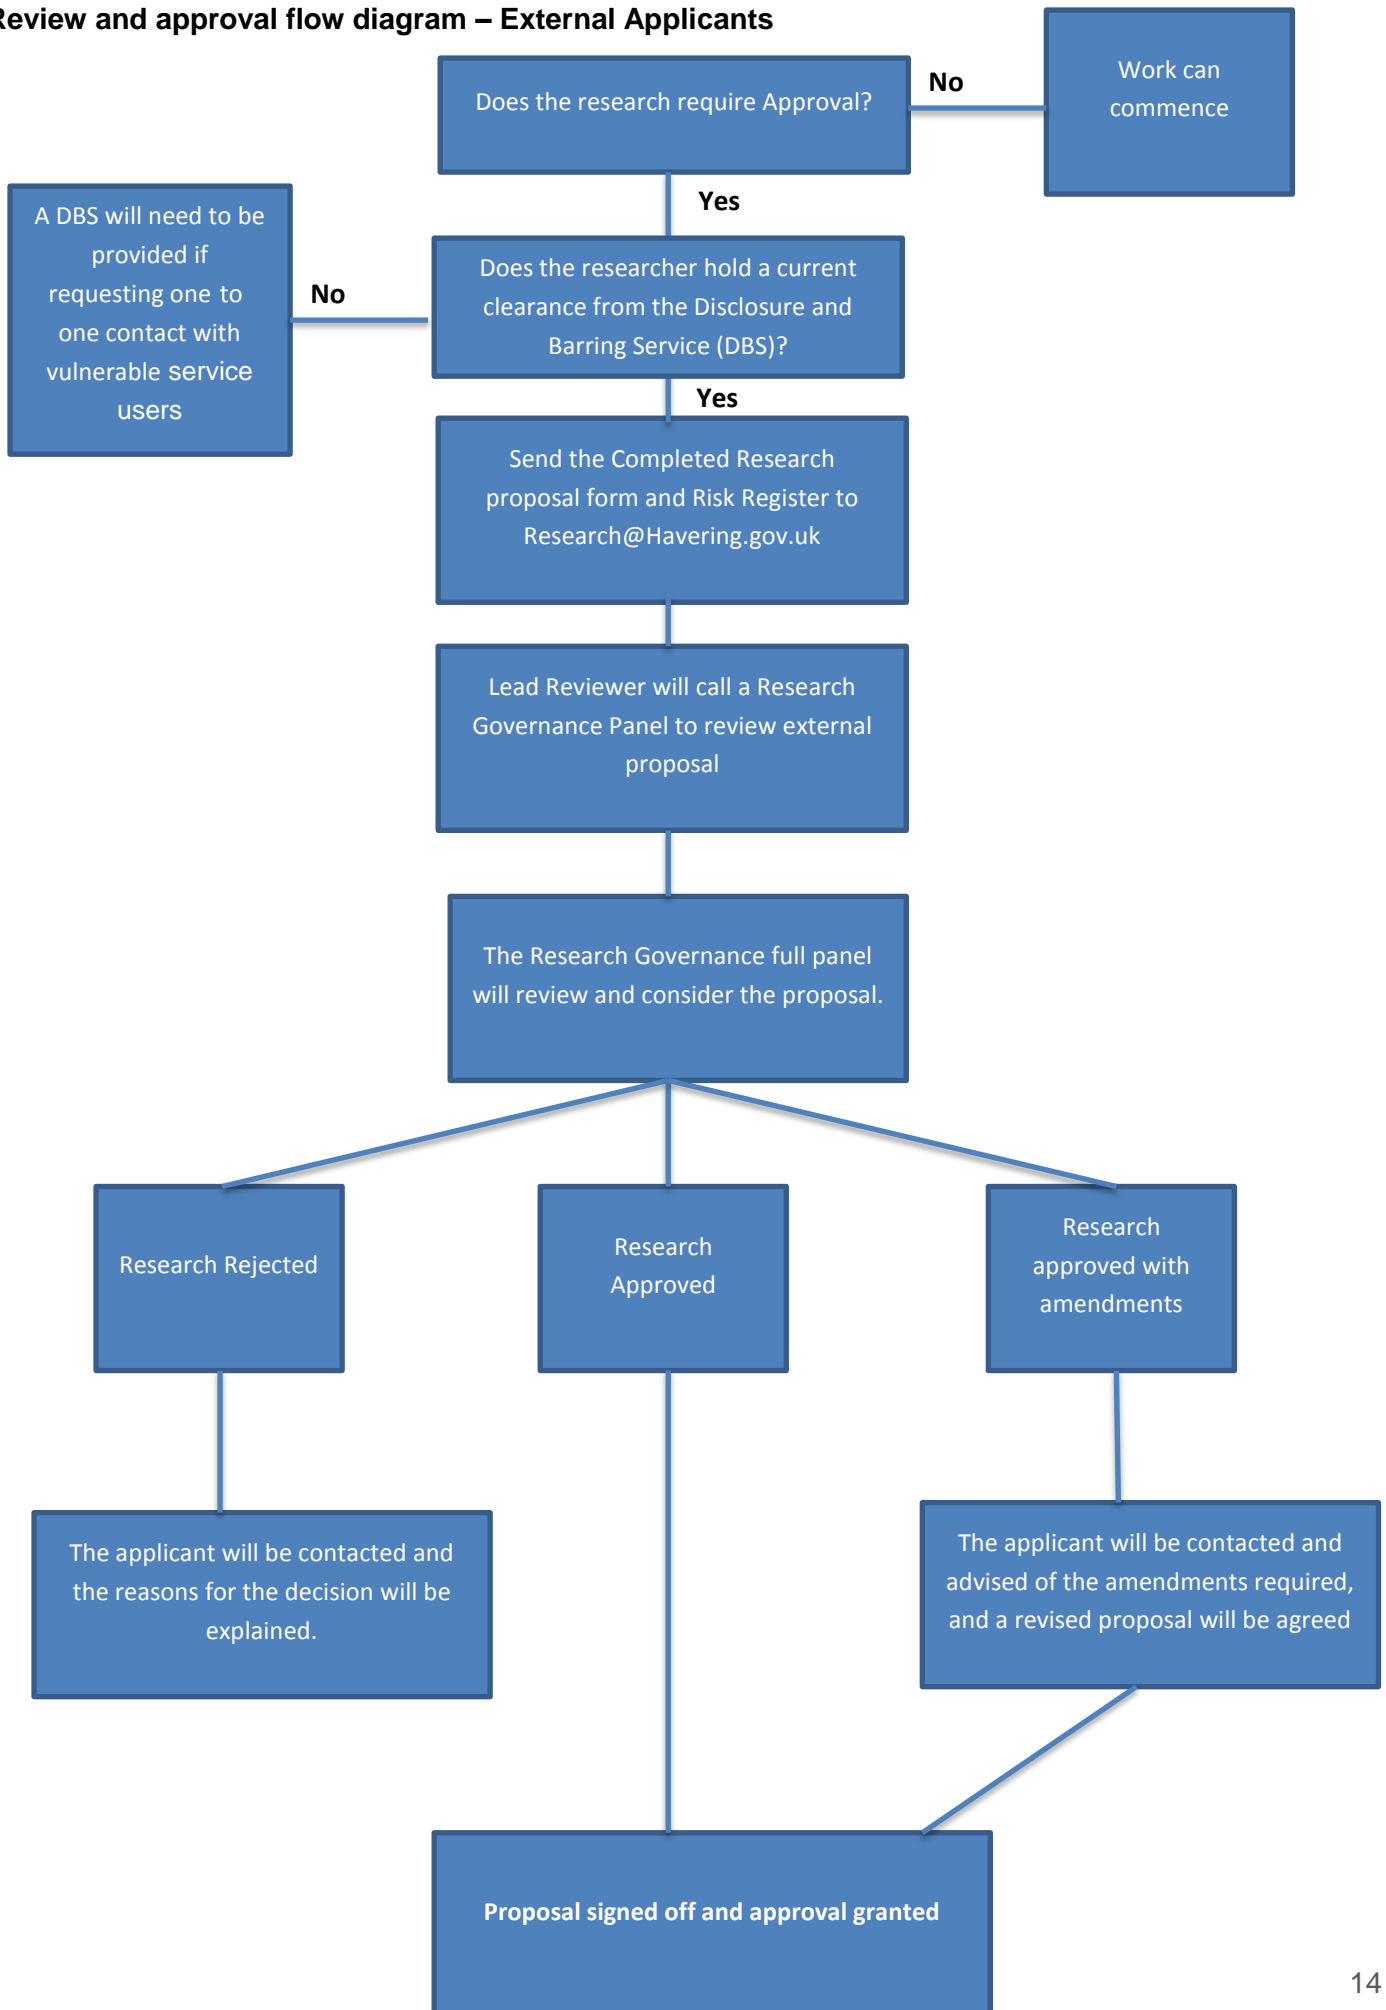 Review and approval flow diagram – External Applicants
Does the research require Approval?
No
Work can
commence
Yes
A DBS will need to be
provided if
requesting one to
one contact with
vulnerable service
users
No
Does the researcher hold a current
clearance from the Disclosure and
Barring Service (DBS)?
Yes
Send the Completed Research
proposal form and Risk Register to
Research@Havering.gov.uk
Lead Reviewer will call a Research
Governance Panel to review external
proposal
The Research Governance full panel
will review and consider the proposal.
Research Rejected
Research
Approved
Research
approved with
amendments
The applicant will be contacted and
the reasons for the decision will be
explained.
The applicant will be contacted and
advised of the amendments required,
and a revised proposal will be agreed
Proposal signed off and approval granted
14